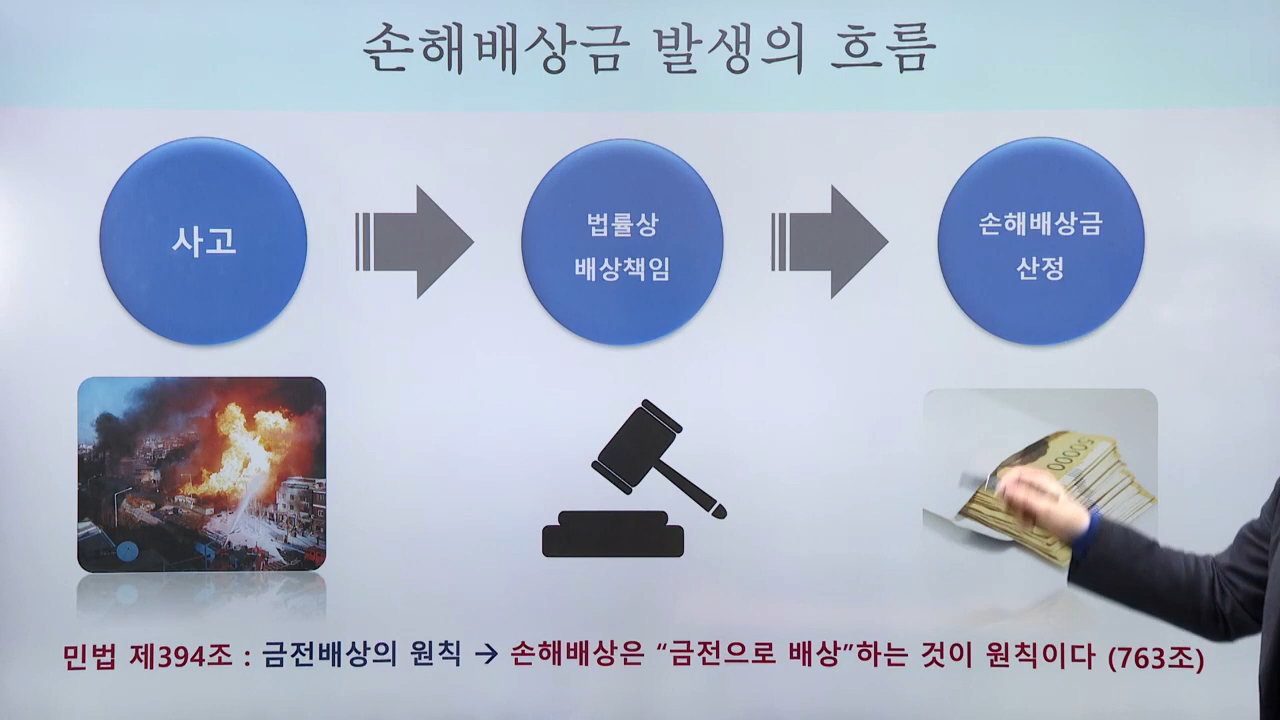 손해배상금 발생의 흐름
사고
법률상
배상책임
손해배상금
산정
50000
민법 제394조 : 금전배상의 원칙 → 손해배상은 “금전으로 배상”하는 것이 원칙이다 (763조)